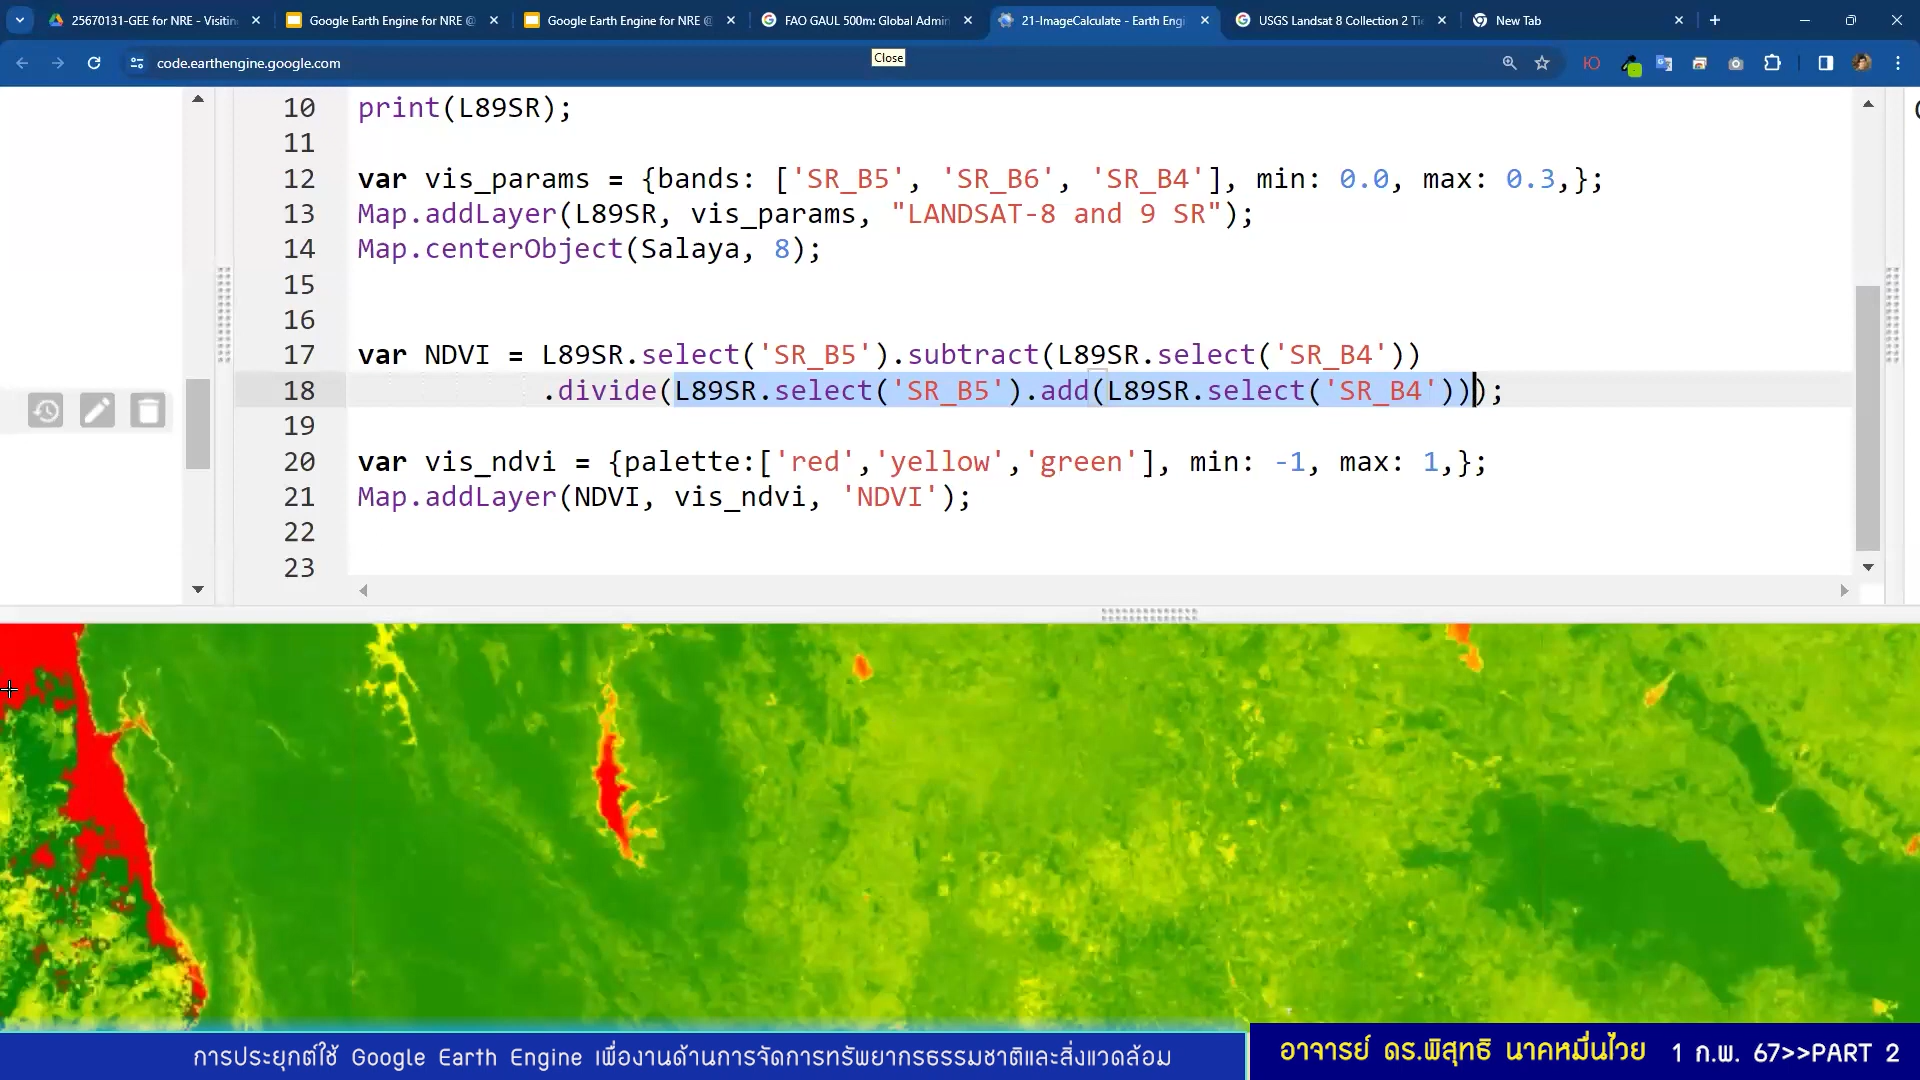 25670131-GEE for NRE - Visitin
Google Earth Engine for NRE @
Google Earth Engine for NRE @
FAO GAUL 500m: Global Admin
21-ImageCalculate - Earth Engi
USGS Landsat 8 Collection 2 Tie
New Tab
code.earthengine.google.com
Close
10 print(L89SR);
11
12 var vis_params = {bands: ['SR_B5', 'SR_B6', 'SR_B4'], min: 0.0, max: 0.3,};
13 Map.addLayer(L89SR, vis_params, "LANDSAT-8 and 9 SR");
14 Map.centerObject(Salaya, 8);
15
16
17 var NDVI = L89SR.select('SR_B5').subtract(L89SR.select('SR_B4'))
18 .divide(L89SR.select('SR_B5').add(L89SR.select('SR_B4')));
19
20 var vis_ndvi = {palette:['red','yellow','green'], min: -1, max: 1,};
21 Map.addLayer(NDVI, vis_ndvi, 'NDVI');
22
23
การประยุกต์ใช้ Google Earth Engine เพื่องานด้านการจัดการทรัพยากรธรรมชาติและสิ่งแวดล้อม
อาจารย์ ดร.พิสุทธิ นาคหมื่นไวย 1 ก.พ. 67>>PART 2